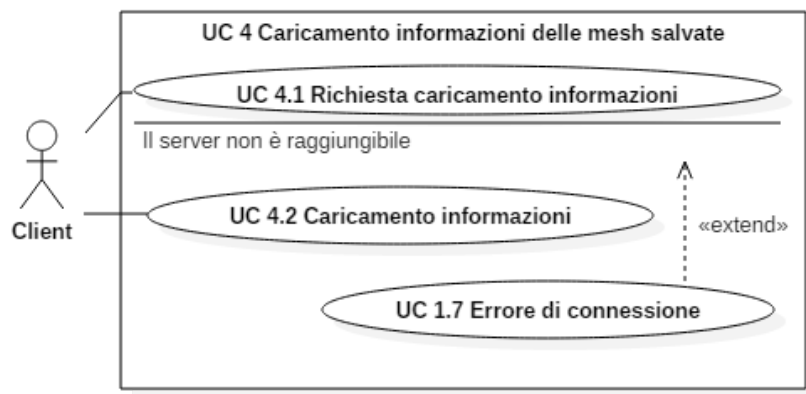 UC 4 Caricamento informazioni delle mesh salvate
UC 4.1 Richiesta caricamento informazioni
Il server non è raggiungibile
UC 4.2 Caricamento informazioni
Client
«extend»
UC 1.7 Errore di connessione